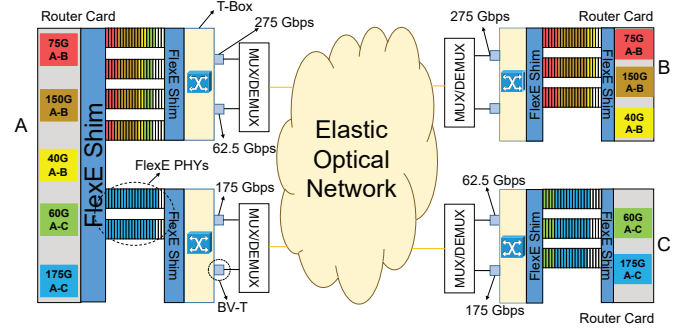 Router Card
T-Box
275 Gbps
75G
A-B
150G
A-B
40G
A-B
60G
A-C
175G
A-C
A
FlexE Shim
FlexE Shim
MUX/DEMUX
62.5 Gbps
FlexE PHYs
175 Gbps
FlexE Shim
MUX/DEMUX
BV-T
Elastic
Optical
Network
275 Gbps
Router Card
MUX/DEMUX
FlexE Shim
FlexE Shim
75G
A-B
150G
A-B
40G
A-B
B
62.5 Gbps
MUX/DEMUX
175 Gbps
FlexE Shim
FlexE Shim
60G
A-C
175G
A-C
C
Router Card